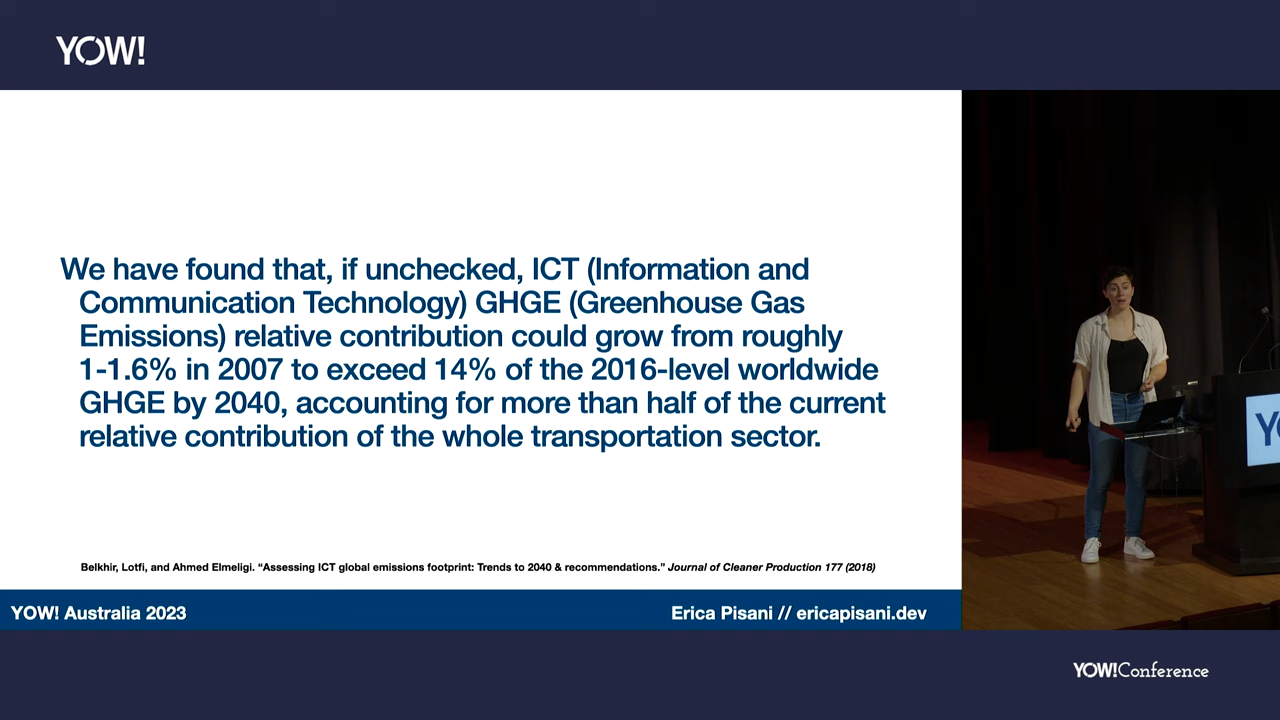 YOW!
We have found that, if unchecked, ICT (Information and
Communication Technology) GHGE (Greenhouse Gas
Emissions) relative contribution could grow from roughly
1-1.6% in 2007 to exceed 14% of the 2016-level worldwide
GHGE by 2040, accounting for more than half of the current
relative contribution of the whole transportation sector.
Belkhir, Lotfi, and Ahmed Elmeligi. “Assessing ICT global emissions footprint: Trends to 2040 & recommendations.” Journal of Cleaner Production 177 (2018)
YOW! Australia 2023
Erica Pisani // ericapisani.dev
YOW!Conference